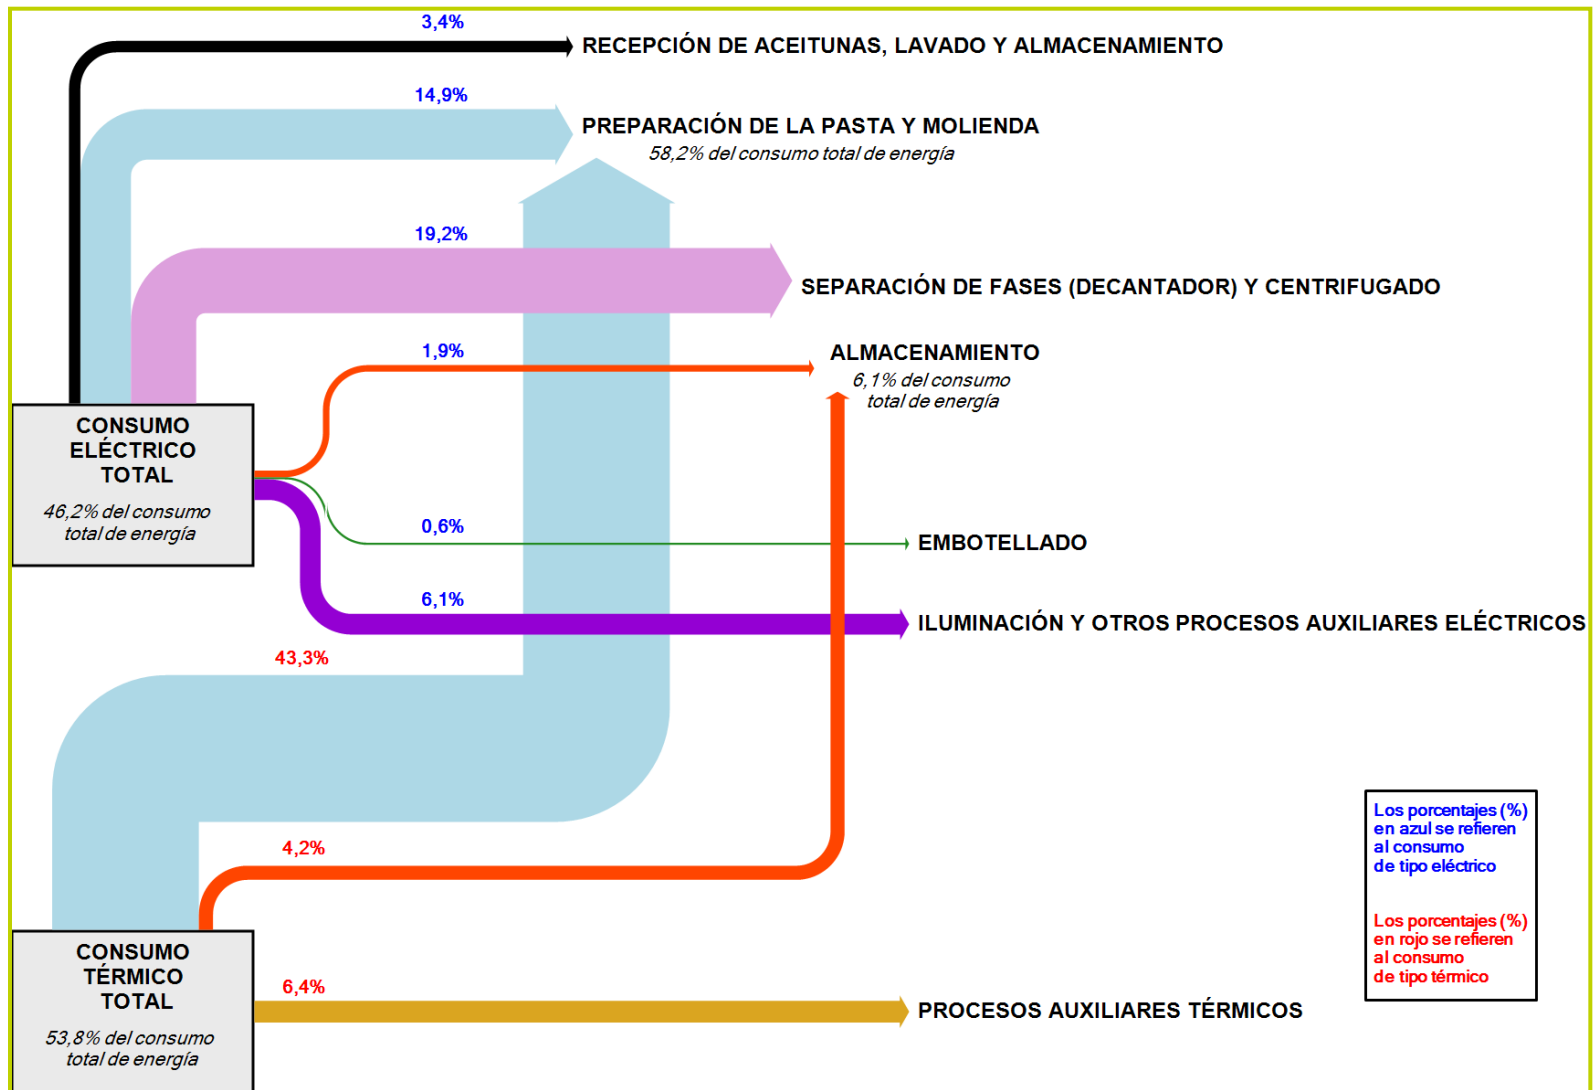 3,4%
RECEPCIÓN DE ACEITUNAS, LAVADO Y ALMACENAMIENTO
14,9%
PREPARACIÓN DE LA PASTA Y MOLIENDA
58,2% del consumo total de energía
19,2%
SEPARACIÓN DE FASES (DECANTADOR) Y CENTRIFUGADO
1,9%
ALMACENAMIENTO
6,1% del consumo
total de energía
CONSUMO
ELÉCTRICO
TOTAL
46,2% del consumo
total de energía
0,6%
EMBOTELLADO
6,1%
ILUMINACIÓN Y OTROS PROCESOS AUXILIARES ELÉCTRICOS
43,3%
4,2%
CONSUMO
TÉRMICO
TOTAL
53,8% del consumo
total de energía
6,4%
PROCESOS AUXILIARES TÉRMICOS
Los porcentajes (%)
en azul se refieren
al consumo
de tipo eléctrico
Los porcentajes (%)
en rojo se refieren
al consumo
de tipo térmico